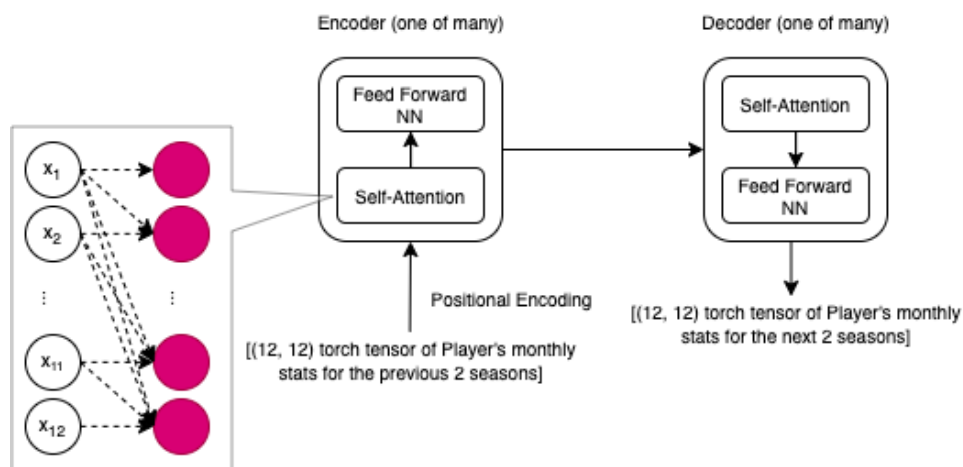 Encoder (one of many)
Decoder (one of many)
Feed Forward
NN
Self-Attention
Self-Attention
Feed Forward
NN
x₁
x₂
...
...
x₁₁
x₁₂
Positional Encoding
[(12, 12) torch tensor of Player's monthly
stats for the previous 2 seasons]
[(12, 12) torch tensor of Player's monthly
stats for the next 2 seasons]